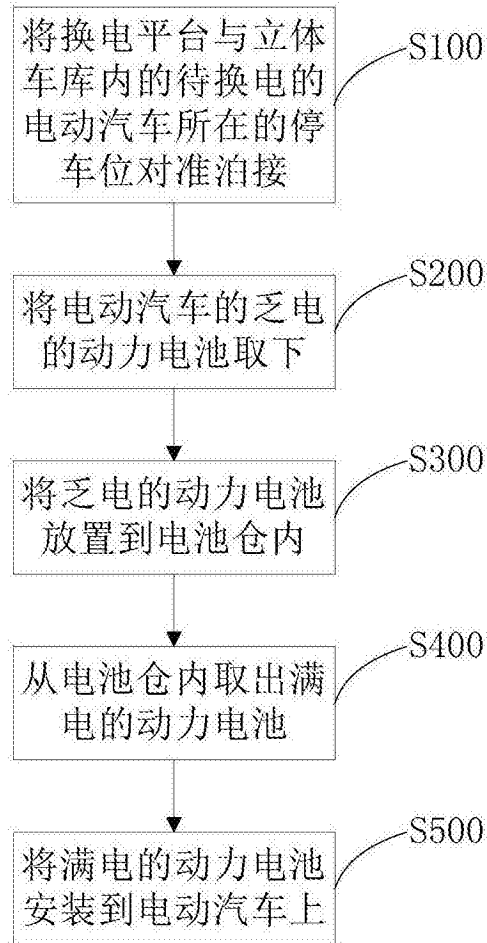 将换电平台与立体
车库内的待换电的
电动汽车所在的停
车位对准泊接
S100
将电动汽车的乏电
的动力电池取下
S200
将乏电的动力电池
放置到电池仓内
S300
从电池仓内取出满
电的动力电池
S400
将满电的动力电池
安装到电动汽车上
S500